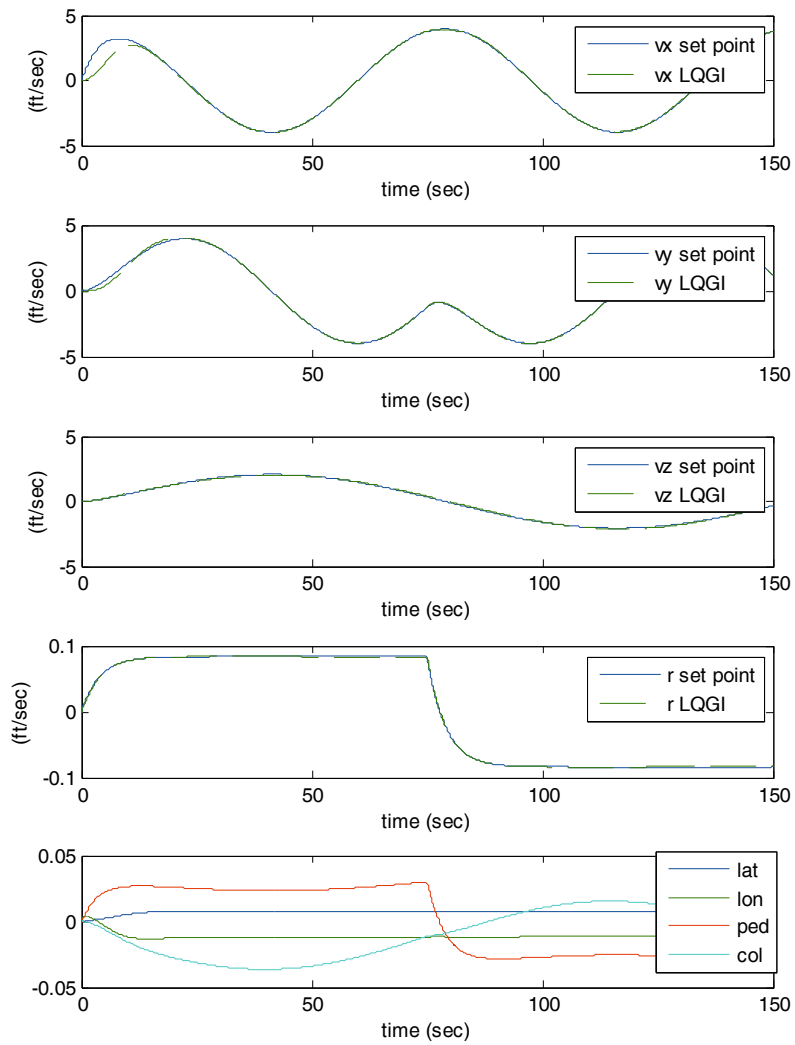 5
0
-5
(ft/sec)
vx set point
vx LQGI
0 50 100 150
time (sec)
5
0
-5
(ft/sec)
vy set point
vy LQGI
0 50 100 150
time (sec)
5
0
-5
(ft/sec)
vz set point
vz LQGI
0 50 100 150
time (sec)
0.1
0
-0.1
(ft/sec)
r set point
r LQGI
0 50 100 150
time (sec)
0.05
0
-0.05
lat
lon
ped
col
0 50 100 150
time (sec)